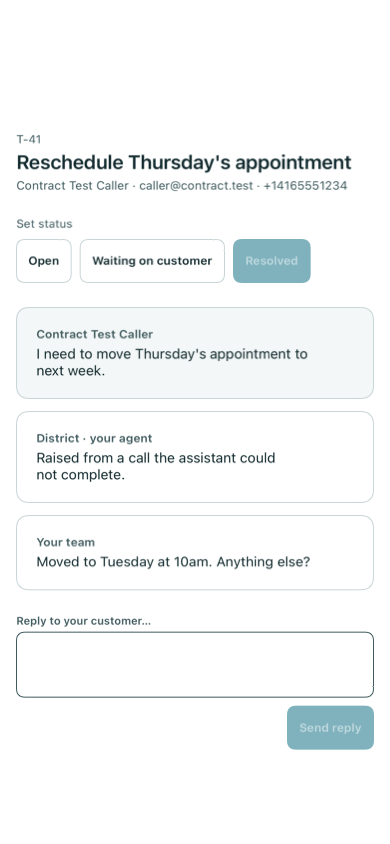 T-41
Reschedule Thursday's appointment
Contract Test Caller · caller@contract.test · +14165551234
Set status
Open
Waiting on customer
Resolved
Contract Test Caller
I need to move Thursday's appointment to
next week.
District · your agent
Raised from a call the assistant could
not complete.
Your team
Moved to Tuesday at 10am. Anything else?
Reply to your customer...
Send reply